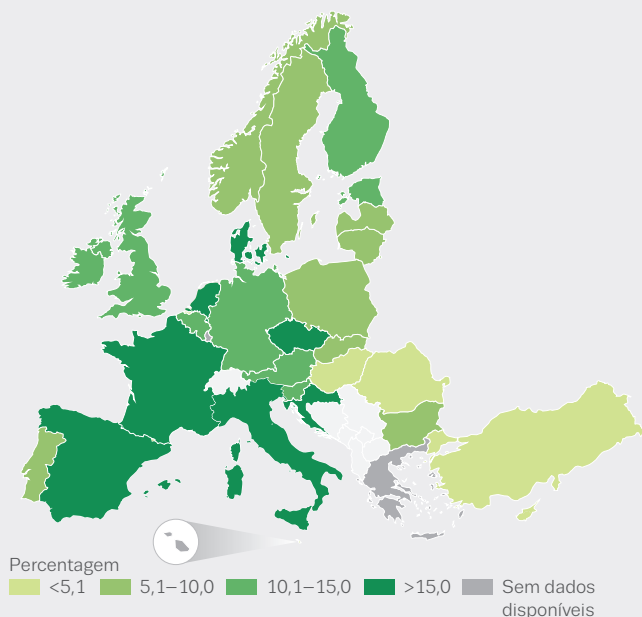 Percentagem
<5,1 5,1–10,0 10,1–15,0 >15,0 Sem dados
disponíveis